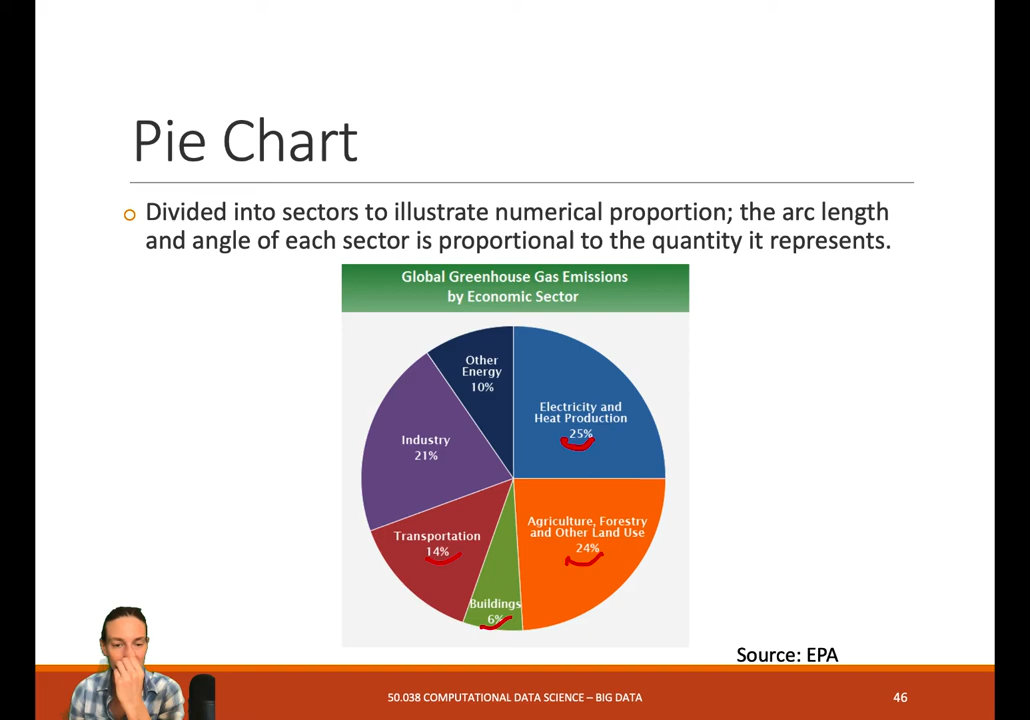 Pie Chart
Divided into sectors to illustrate numerical proportion; the arc length
and angle of each sector is proportional to the quantity it represents.
Global Greenhouse Gas Emissions
by Economic Sector
Other
Energy
10%
Electricity and
Heat Production
25%
Industry
21%
Agriculture, Forestry
and Other Land Use
24%
Transportation
14%
Buildings
6%
Source: EPA
50.038 COMPUTATIONAL DATA SCIENCE – BIG DATA
46